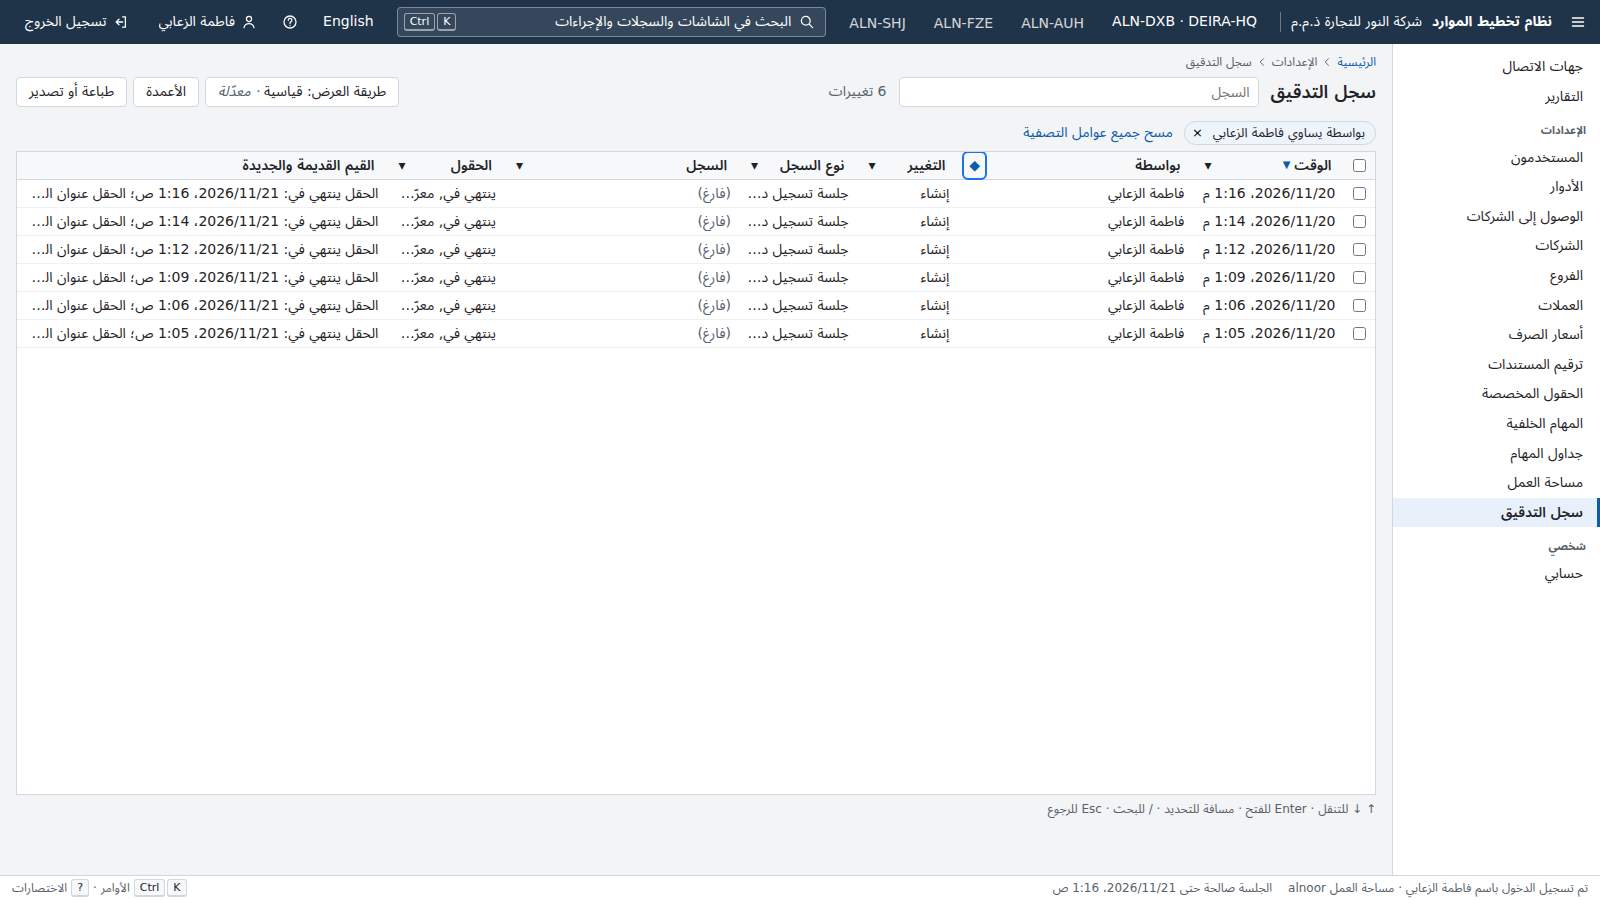 نظام تخطيط الموارد شركة النور للتجارة ذ.م.م ALN-DXB · DEIRA-HQ ALN-AUH ALN-FZE ALN-SHJ البحث في الشاشات والسجلات والإجراءات Ctrl K English فاطمة الزعابي تسجيل الخروج
جهات الاتصال
التقارير
الإعدادات
المستخدمون
الأدوار
الوصول إلى الشركات
الشركات
الفروع
العملات
أسعار الصرف
ترقيم المستندات
الحقول المخصصة
المهام الخلفية
جداول المهام
مساحة العمل
سجل التدقيق
شخصي
حسابي
الرئيسية › الإعدادات › سجل التدقيق
سجل التدقيق السجل 6 تغييرات طريقة العرض: قياسية · معدّلة الأعمدة طباعة أو تصدير
بواسطة يساوي فاطمة الزعابي × مسح جميع عوامل التصفية
الوقت ▼ ▼ بواسطة ◆ التغيير ▼ نوع السجل ▼ السجل ▼ الحقول ▼ القيم القديمة والجديدة
2026/11/20، 1:16 م فاطمة الزعابي إنشاء جلسة تسجيل د... (فارغ) ينتهي في, معرّ... الحقل ينتهي في: 2026/11/21، 1:16 ص؛ الحقل عنوان الـ...
2026/11/20، 1:14 م فاطمة الزعابي إنشاء جلسة تسجيل د... (فارغ) ينتهي في, معرّ... الحقل ينتهي في: 2026/11/21، 1:14 ص؛ الحقل عنوان الـ...
2026/11/20، 1:12 م فاطمة الزعابي إنشاء جلسة تسجيل د... (فارغ) ينتهي في, معرّ... الحقل ينتهي في: 2026/11/21، 1:12 ص؛ الحقل عنوان الـ...
2026/11/20، 1:09 م فاطمة الزعابي إنشاء جلسة تسجيل د... (فارغ) ينتهي في, معرّ... الحقل ينتهي في: 2026/11/21، 1:09 ص؛ الحقل عنوان الـ...
2026/11/20، 1:06 م فاطمة الزعابي إنشاء جلسة تسجيل د... (فارغ) ينتهي في, معرّ... الحقل ينتهي في: 2026/11/21، 1:06 ص؛ الحقل عنوان الـ...
2026/11/20، 1:05 م فاطمة الزعابي إنشاء جلسة تسجيل د... (فارغ) ينتهي في, معرّ... الحقل ينتهي في: 2026/11/21، 1:05 ص؛ الحقل عنوان الـ...
↑ ↓ للتنقل · Enter للفتح · مسافة للتحديد · / للبحث · Esc للرجوع
تم تسجيل الدخول باسم فاطمة الزعابي · مساحة العمل alnoor الجلسة صالحة حتى 2026/11/21، 1:16 ص Ctrl K الأوامر · ? الاختصارات